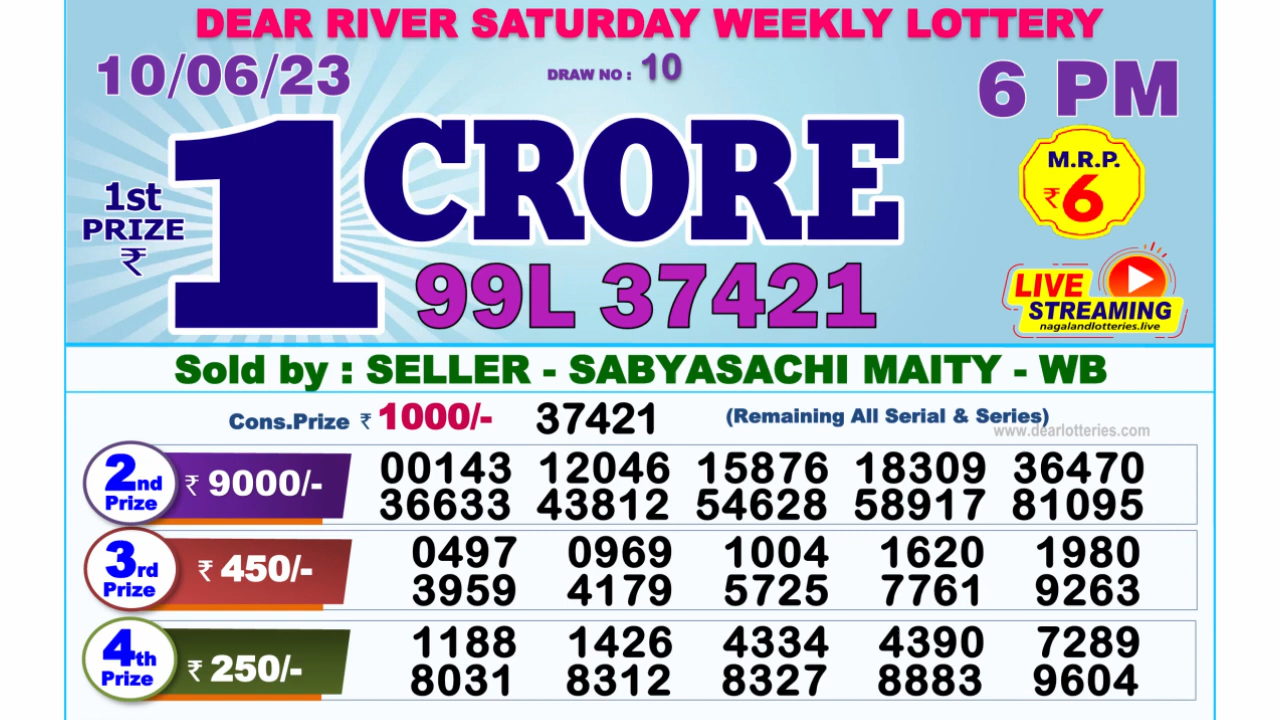 DEAR RIVER SATURDAY WEEKLY LOTTERY
10/06/23
DRAW NO : 10
6 PM
1st
PRIZE
₹
1 CRORE
99L 37421
M.R.P.
₹6
LIVE
STREAMING
nagalandlotteries.live
Sold by : SELLER - SABYASACHI MAITY - WB
Cons.Prize ₹ 1000/- 37421 (Remaining All Serial & Series)
www.dearlotteries.com
2nd
Prize
₹ 9000/-
00143 12046 15876 18309 36470
36633 43812 54628 58917 81095
3rd
Prize
₹ 450/-
0497 0969 1004 1620 1980
3959 4179 5725 7761 9263
4th
Prize
₹ 250/-
1188 1426 4334 4390 7289
8031 8312 8327 8883 9604